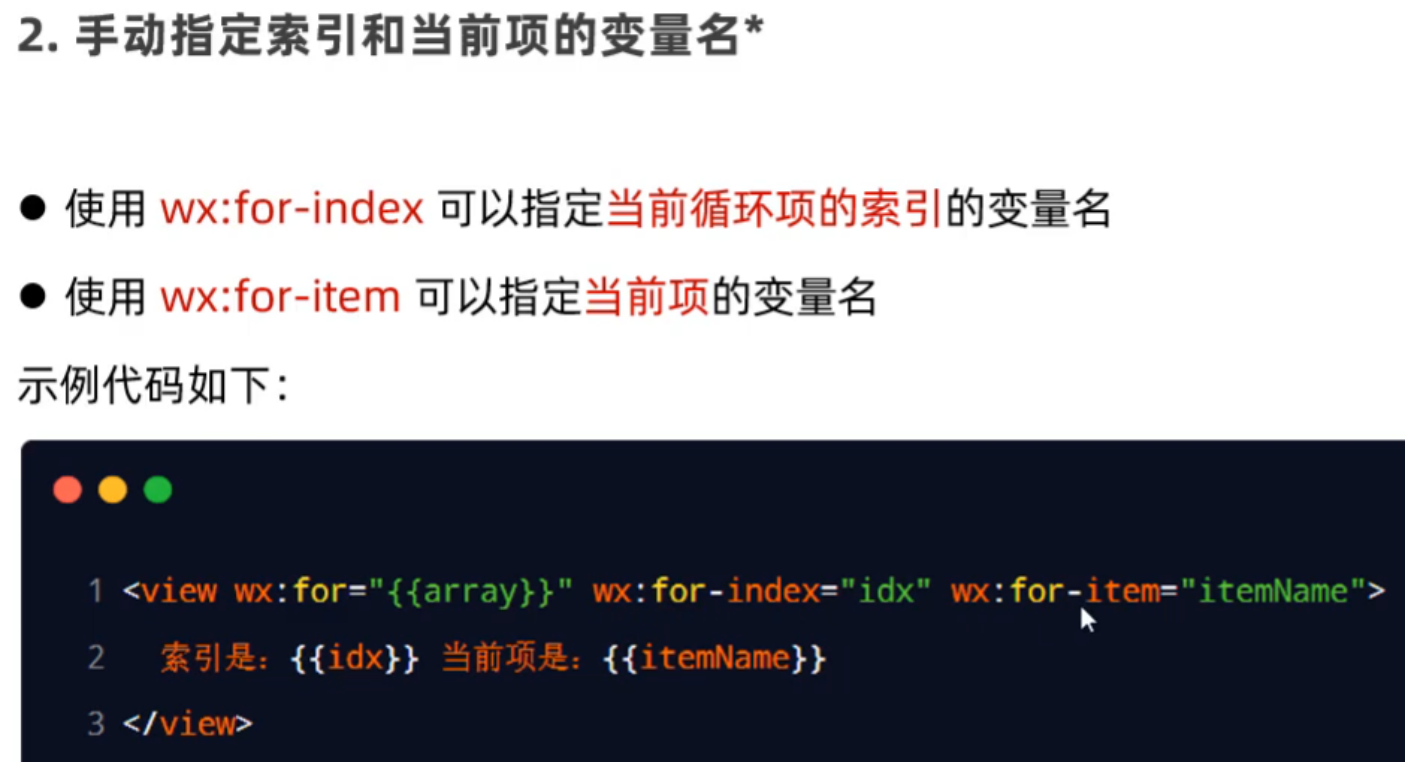 2. 手动指定索引和当前项的变量名*
● 使用 wx:for-index 可以指定当前循环项的索引的变量名
● 使用 wx:for-item 可以指定当前项的变量名
示例代码如下：
1 <view wx:for="{{array}}" wx:for-index="idx" wx:for-item="itemName">
2   索引是：{{idx}} 当前项是：{{itemName}}
3 </view>